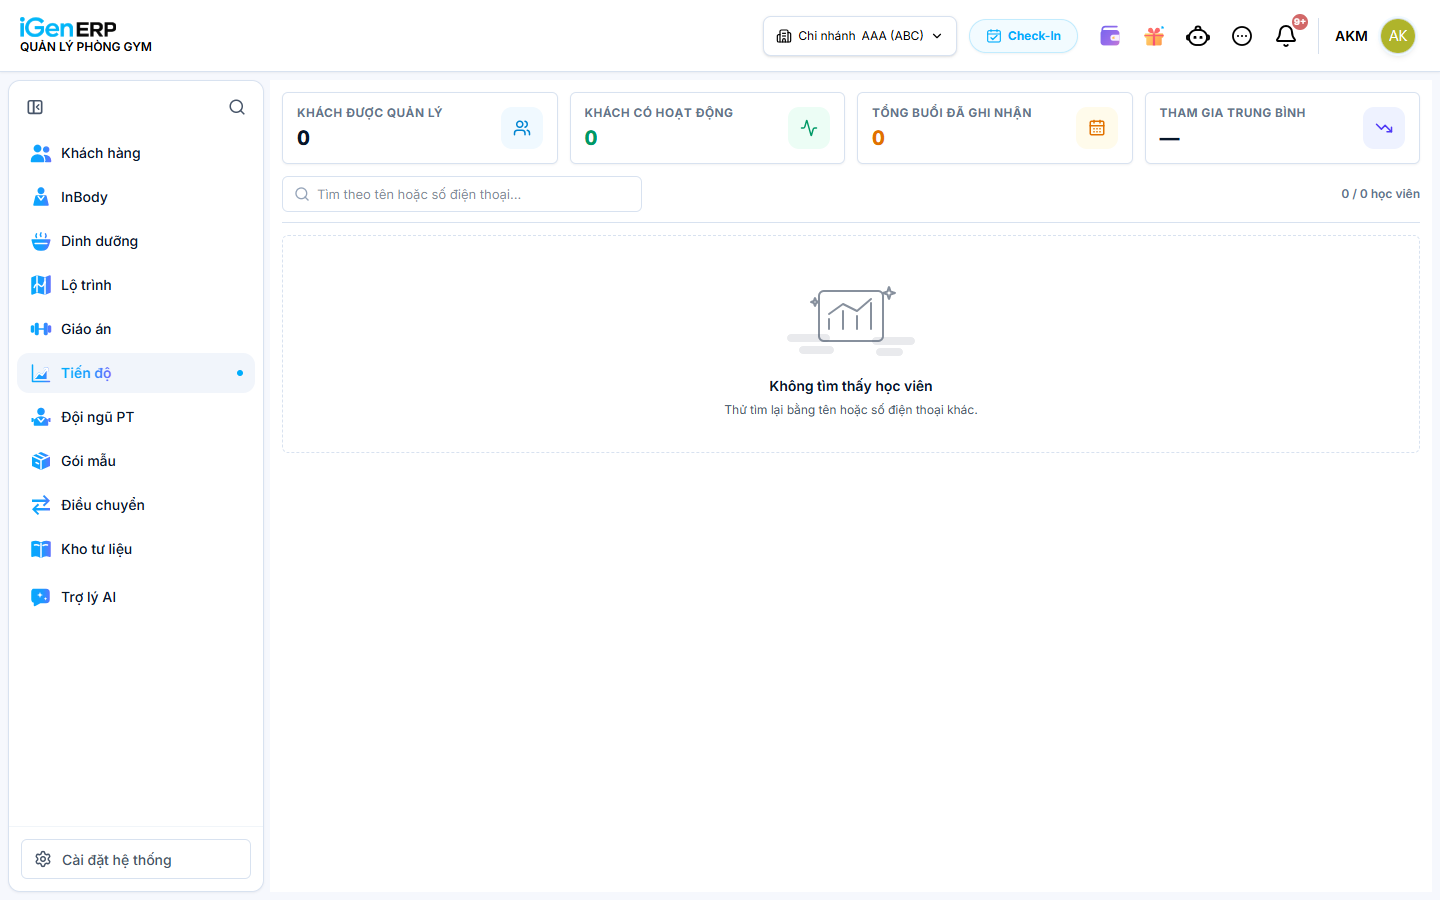 iGen ERP
QUẢN LÝ PHÒNG GYM
Chi nhánh AAA (ABC)
Check-In
9+
AKM
AK
Khách hàng
InBody
Dinh dưỡng
Lộ trình
Giáo án
Tiến độ
Đội ngũ PT
Gói mẫu
Điều chuyển
Kho tư liệu
Trợ lý AI
Cài đặt hệ thống
KHÁCH ĐƯỢC QUẢN LÝ
0
KHÁCH CÓ HOẠT ĐỘNG
0
TỔNG BUỔI ĐÃ GHI NHẬN
0
THAM GIA TRUNG BÌNH
—
Tìm theo tên hoặc số điện thoại...
0 / 0 học viên
Không tìm thấy học viên
Thử tìm lại bằng tên hoặc số điện thoại khác.